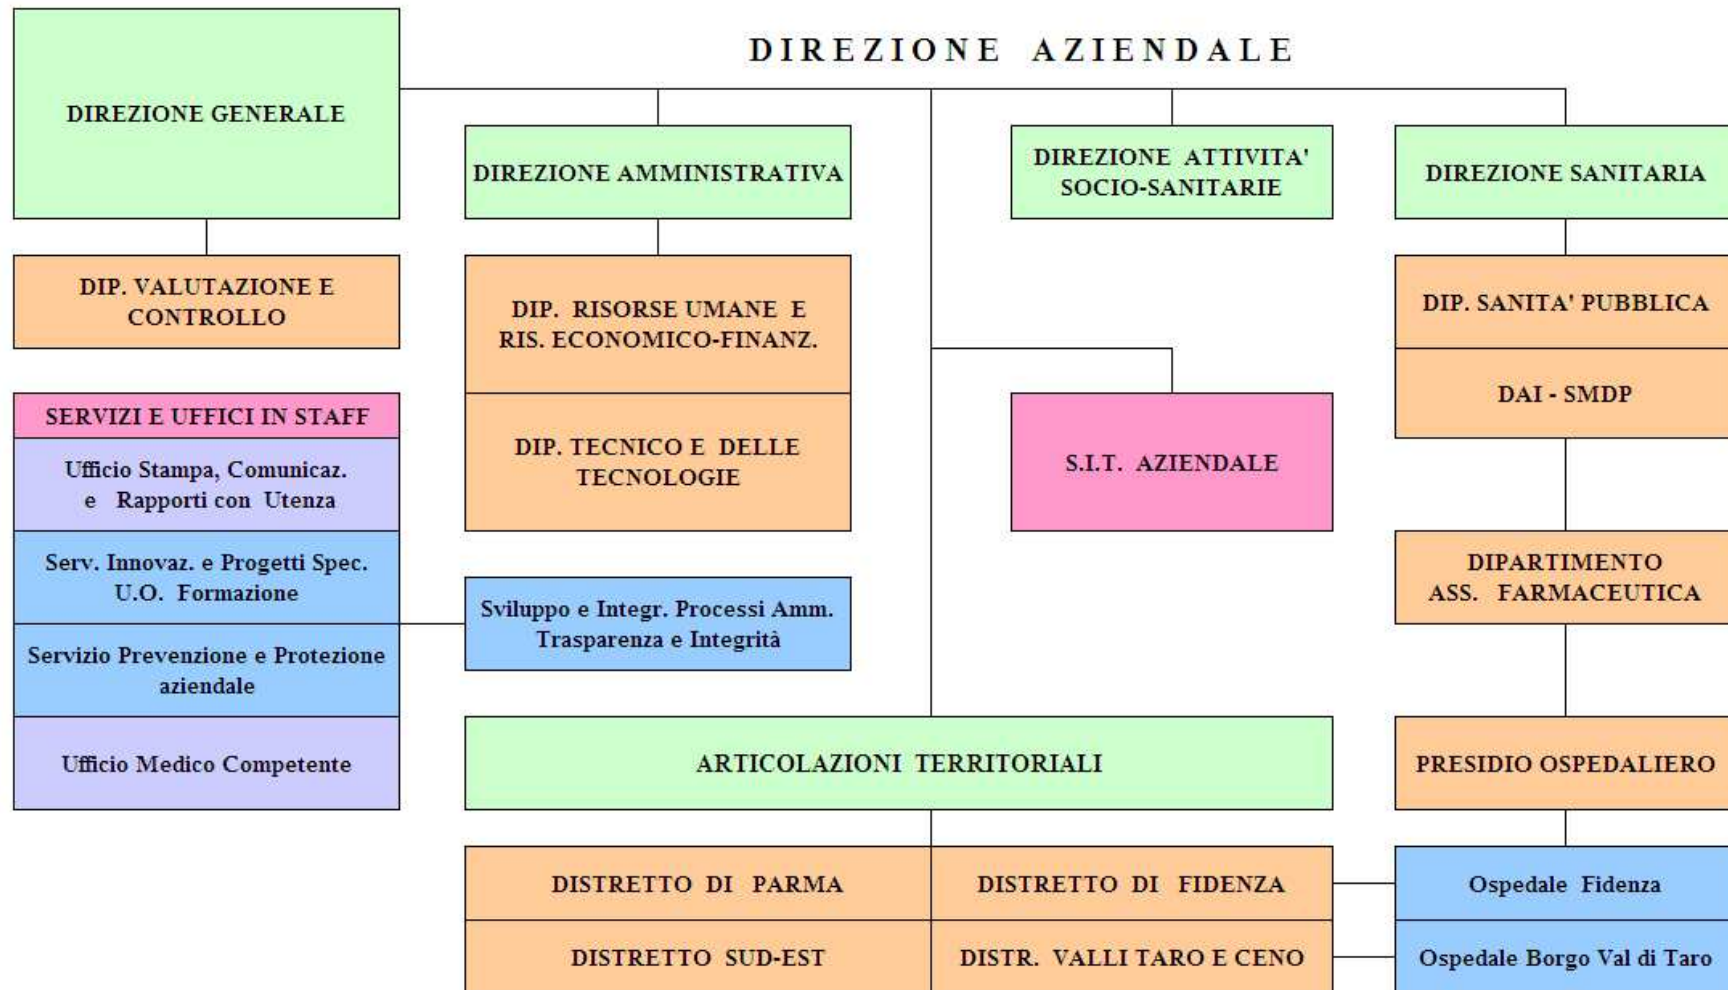 DIREZIONE AZIENDALE
DIREZIONE GENERALE
DIREZIONE AMMINISTRATIVA
DIREZIONE ATTIVITA'
SOCIO-SANITARIE
DIREZIONE SANITARIA
DIP. VALUTAZIONE E
CONTROLLO
DIP. RISORSE UMANE E
RIS. ECONOMICO-FINANZ.
DIP. SANITA' PUBBLICA
DAI - SMDP
SERVIZI E UFFICI IN STAFF
Ufficio Stampa, Comunicaz.
e Rapporti con Utenza
DIP. TECNICO E DELLE
TECNOLOGIE
S.I.T. AZIENDALE
Serv. Innovaz. e Progetti Spec.
U.O. Formazione
DIPARTIMENTO
ASS. FARMACEUTICA
Sviluppo e Integr. Processi Amm.
Trasparenza e Integrità
Servizio Prevenzione e Protezione
aziendale
Ufficio Medico Competente
ARTICOLAZIONI TERRITORIALI
PRESIDIO OSPEDALIERO
DISTRETTO DI PARMA
DISTRETTO DI FIDENZA
Ospedale Fidenza
DISTRETTO SUD-EST
DISTR. VALLI TARO E CENO
Ospedale Borgo Val di Taro